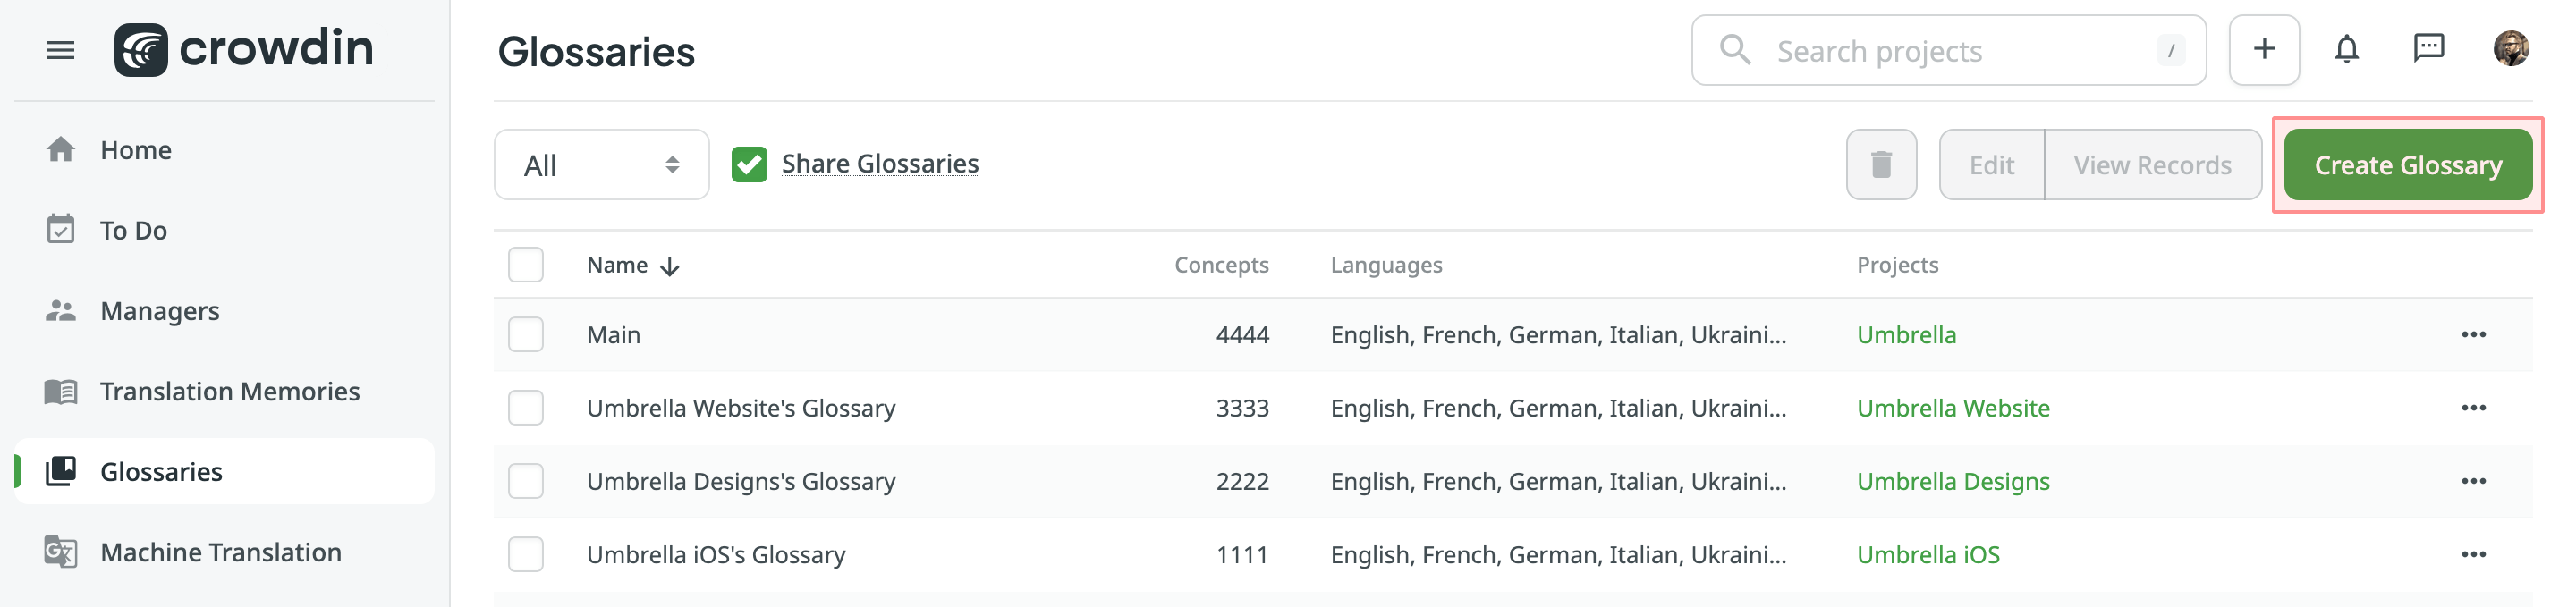 crowdin
Glossaries
Search projects /
Home
To Do
Managers
Translation Memories
Glossaries
Machine Translation
All
Share Glossaries
Edit
View Records
Create Glossary
Name Concepts Languages Projects
Main 4444 English, French, German, Italian, Ukraini... Umbrella
Umbrella Website's Glossary 3333 English, French, German, Italian, Ukraini... Umbrella Website
Umbrella Designs's Glossary 2222 English, French, German, Italian, Ukraini... Umbrella Designs
Umbrella iOS's Glossary 1111 English, French, German, Italian, Ukraini... Umbrella iOS